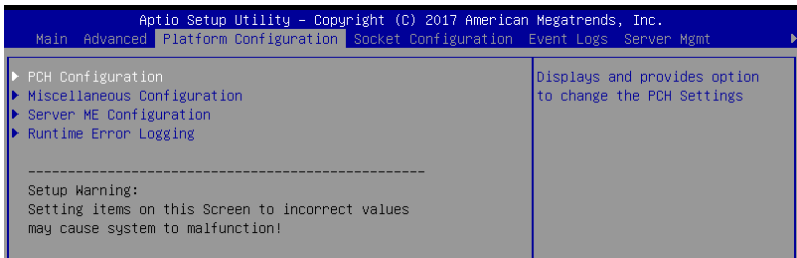 Aptio Setup Utility – Copyright (C) 2017 American Megatrends, Inc.
Main Advanced Platform Configuration Socket Configuration Event Logs Server Mgmt
PCH Configuration
Miscellaneous Configuration
Server ME Configuration
Runtime Error Logging
------------------------------------------------
Setup Warning:
Setting items on this Screen to incorrect values
may cause system to malfunction!
Displays and provides option
to change the PCH Settings